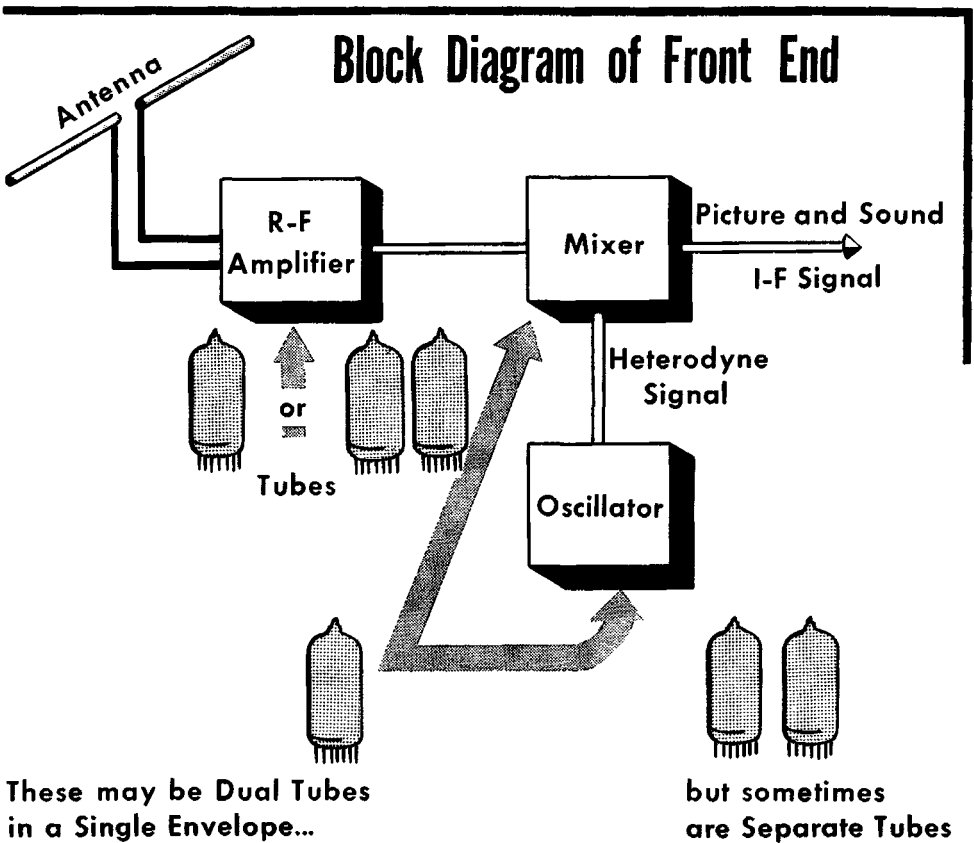 Block Diagram of Front End
Antenna
R-F
Amplifier
Mixer
Picture and Sound
I-F Signal
Heterodyne
Signal
or
Tubes
Oscillator
These may be Dual Tubes
in a Single Envelope...
but sometimes
are Separate Tubes